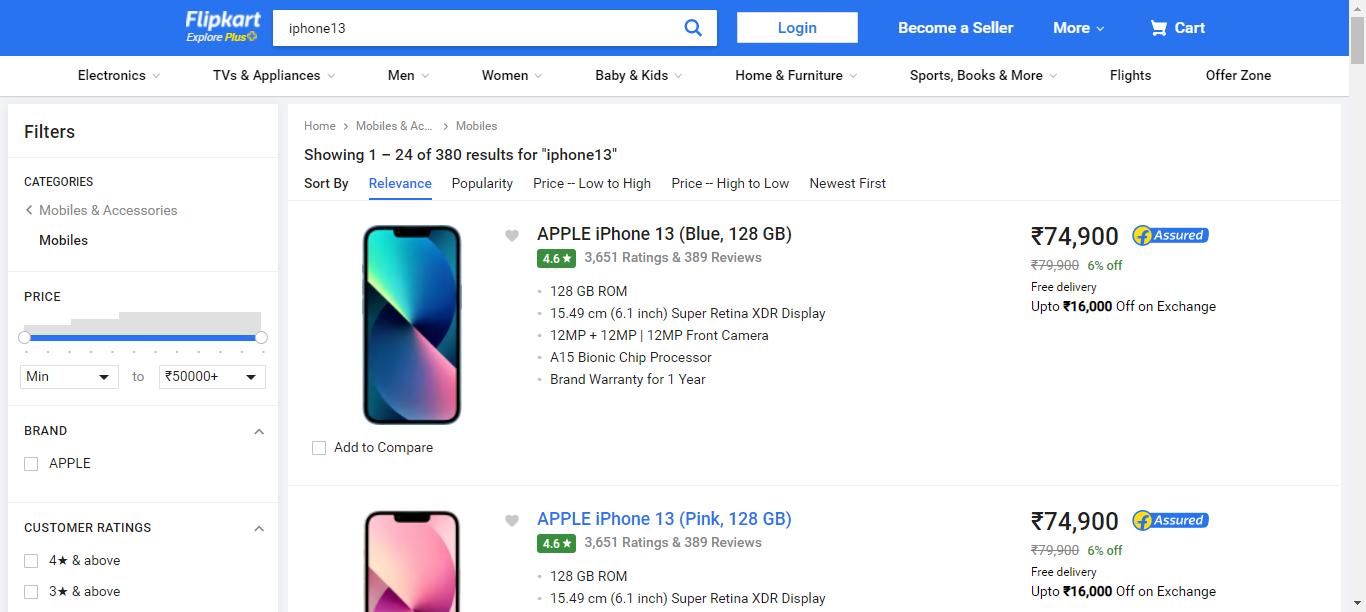 Flipkart
Explore Plus
iphone13
Login
Become a Seller
More
Cart
Electronics
TVs & Appliances
Men
Women
Baby & Kids
Home & Furniture
Sports, Books & More
Flights
Offer Zone
Filters
CATEGORIES
Mobiles & Accessories
Mobiles
PRICE
Min
to
₹50000+
BRAND
APPLE
CUSTOMER RATINGS
4★ & above
3★ & above
Home
Mobiles & Ac...
Mobiles
Showing 1 – 24 of 380 results for "iphone13"
Sort By
Relevance
Popularity
Price -- Low to High
Price -- High to Low
Newest First
APPLE iPhone 13 (Blue, 128 GB)
4.6★ 3,651 Ratings & 389 Reviews
128 GB ROM
15.49 cm (6.1 inch) Super Retina XDR Display
12MP + 12MP | 12MP Front Camera
A15 Bionic Chip Processor
Brand Warranty for 1 Year
₹74,900
f Assured
₹79,900 6% off
Free delivery
Upto ₹16,000 Off on Exchange
Add to Compare
APPLE iPhone 13 (Pink, 128 GB)
4.6★ 3,651 Ratings & 389 Reviews
128 GB ROM
15.49 cm (6.1 inch) Super Retina XDR Display
₹74,900
f Assured
₹79,900 6% off
Free delivery
Upto ₹16,000 Off on Exchange